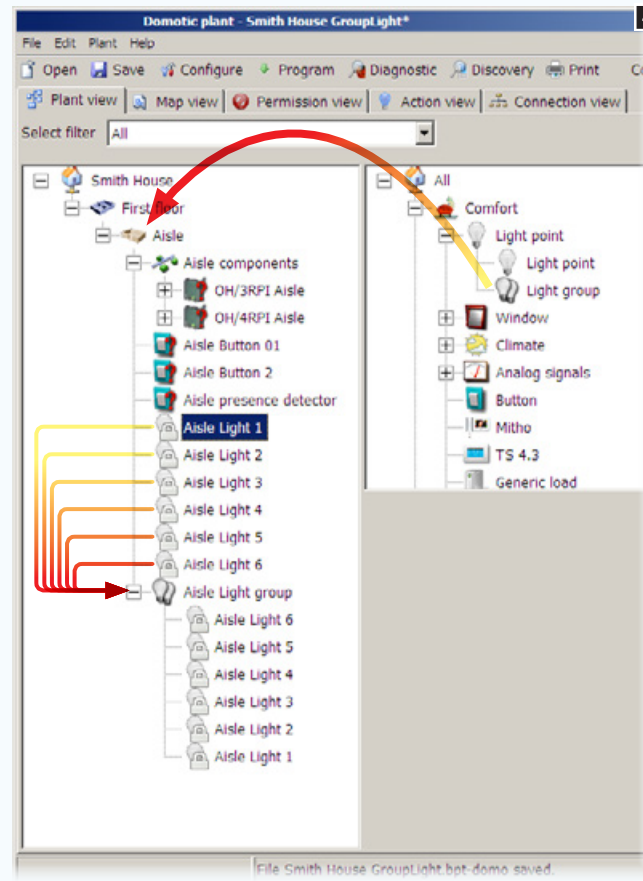 Domotic plant - Smith House GroupLight*
File Edit Plant Help
Open Save Configure Program Diagnostic Discovery Print
Plant view Map view Permission view Action view Connection view
Select filter All
Smith House
First floor
Aisle
Aisle components
OH/3RPI Aisle
OH/4RPI Aisle
Aisle Button 01
Aisle Button 2
Aisle presence detector
Aisle Light 1
Aisle Light 2
Aisle Light 3
Aisle Light 4
Aisle Light 5
Aisle Light 6
Aisle Light group
Aisle Light 6
Aisle Light 5
Aisle Light 4
Aisle Light 3
Aisle Light 2
Aisle Light 1
All
Comfort
Light point
Light point
Light group
Window
Climate
Analog signals
Button
Mitho
TS 4.3
Generic load
File Smith House GroupLight.bpt-domo saved.